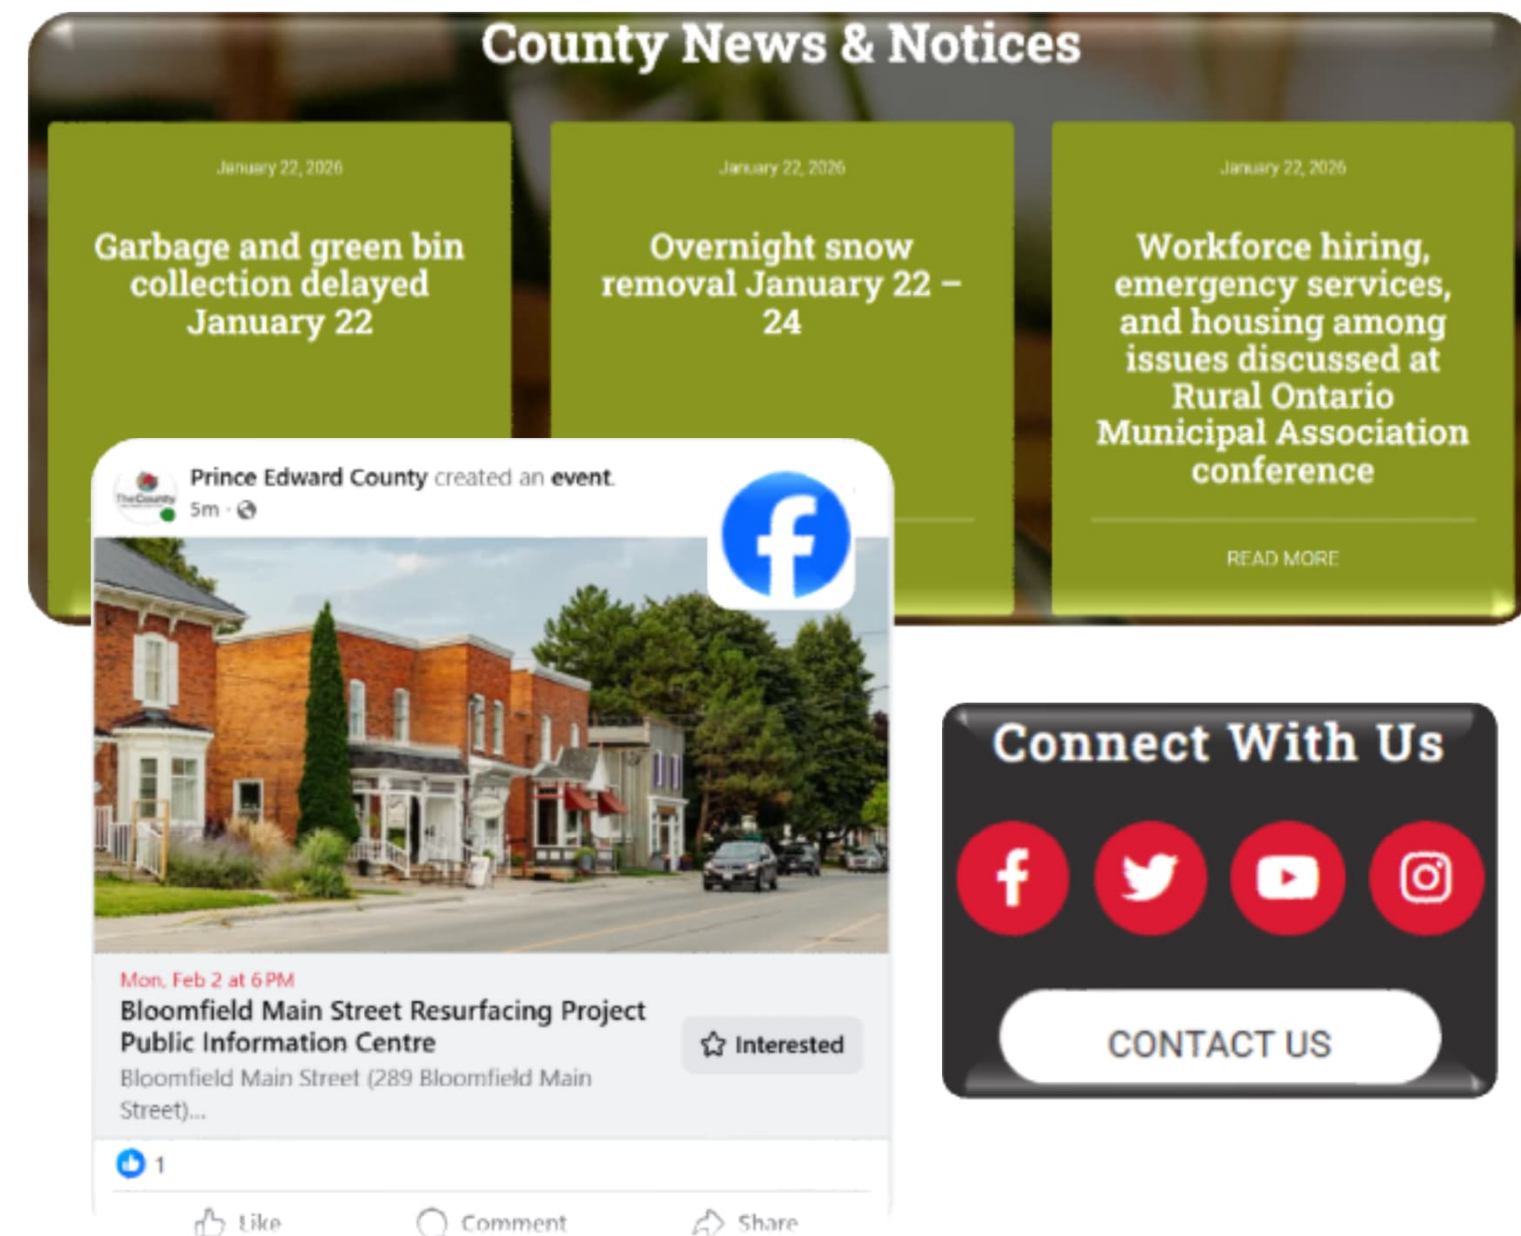 County News & Notices
January 22, 2026
Garbage and green bin
collection delayed
January 22
January 22, 2026
Overnight snow
removal January 22 –
24
January 22, 2026
Workforce hiring,
emergency services,
and housing among
issues discussed at
Rural Ontario
Municipal Association
conference
READ MORE
The County
Prince Edward County created an event.
5m ·
Mon, Feb 2 at 6 PM
Bloomfield Main Street Resurfacing Project
Public Information Centre
Bloomfield Main Street (289 Bloomfield Main
Street)...
Interested
1
Like
Comment
Share
Connect With Us
CONTACT US